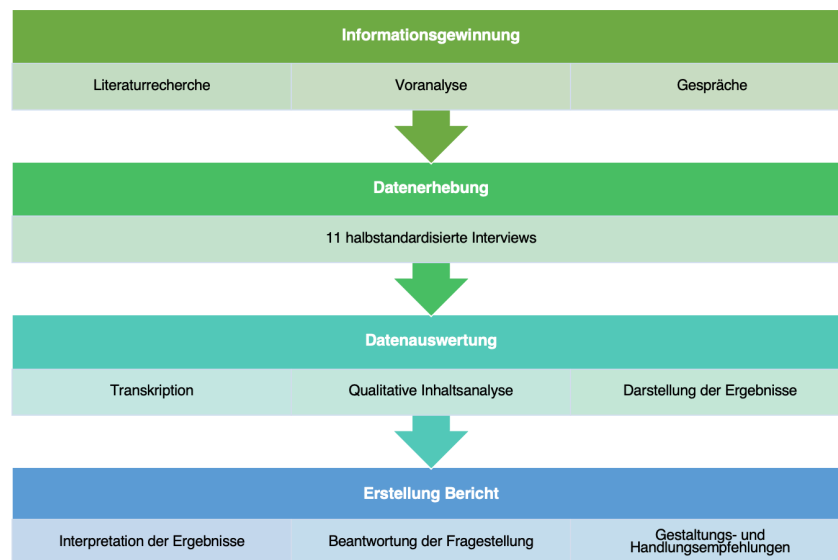 Informationsgewinnung
Literaturrecherche
Voranalyse
Gespräche
Datenerhebung
11 halbstandardisierte Interviews
Datenauswertung
Transkription
Qualitative Inhaltsanalyse
Darstellung der Ergebnisse
Erstellung Bericht
Interpretation der Ergebnisse
Beantwortung der Fragestellung
Gestaltungs- und
Handlungsempfehlungen